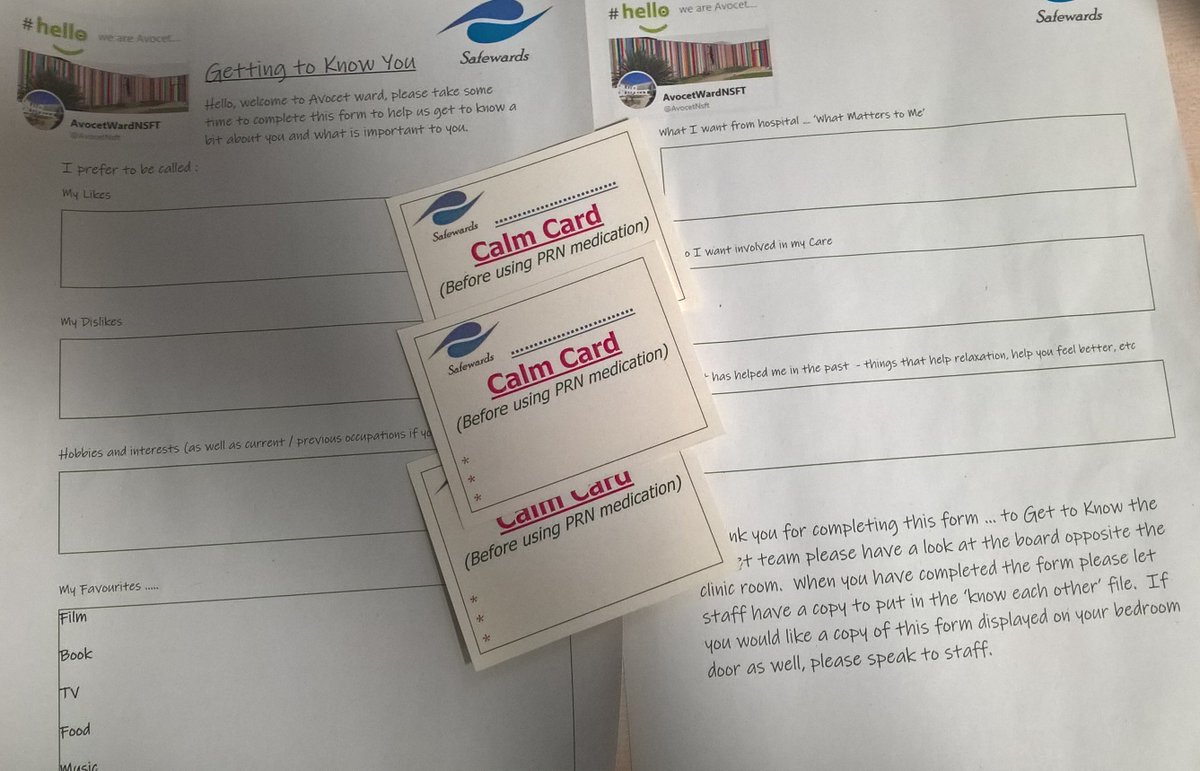 #hello we are Avocet...
AvocetWardNSFT
@AvocetNsft
Safewards
Getting to Know You
Hello, welcome to Avocet ward, please take some
time to complete this form to help us get to know a
bit about you and what is important to you.
I prefer to be called :
My Likes
My Dislikes
Hobbies and interests (as well as current / previous occupations if
My Favourites .....
Film
Book
TV
Food
Music
Safewards
Calm Card
(Before using PRN medication)
Safewards
Calm Card
(Before using PRN medication)
*
*
*
Calm Card
(Before using PRN medication)
*
*
*
#hello we are Avocet...
Safewards
AvocetWardNSFT
@AvocetNsft
What I want from hospital ... 'What Matters to Me'
I want involved in my Care
has helped me in the past - things that help relaxation, help you feel better, etc
you for completing this form ... to Get to Know the
team please have a look at the board opposite the
clinic room. When you have completed the form please let
staff have a copy to put in the 'know each other' file. If
you would like a copy of this form displayed on your bedroom
door as well, please speak to staff.